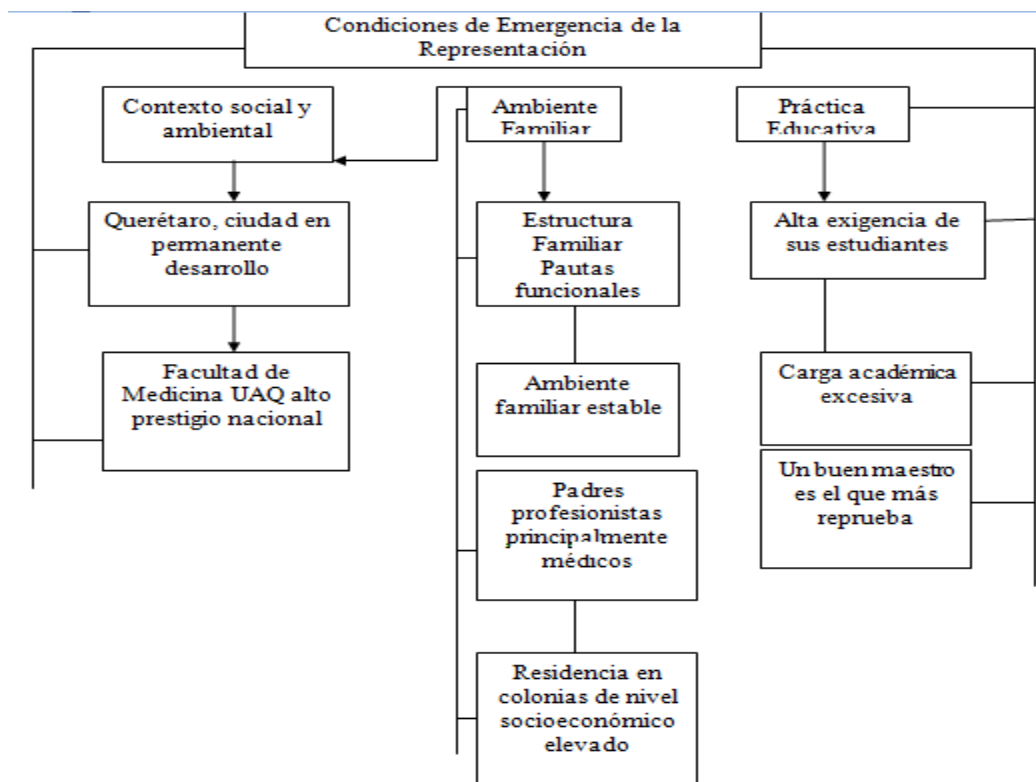 Condiciones de Emergencia de la
Representación
Contexto social y
ambiental
Ambiente
Familiar
Práctica
Educativa
Querétaro, ciudad en
permanente
desarrollo
Estructura
Familiar
Pautas
funcionales
Alta exigencia de
sus estudiantes
Facultad de
Medicina UAQ alto
prestigio nacional
Ambiente
familiar estable
Carga académica
excesiva
Padres
profesionistas
principalmente
médicos
Un buen maestro
es el que más
reprueba
Residencia en
colonias de nivel
socioeconómico
elevado